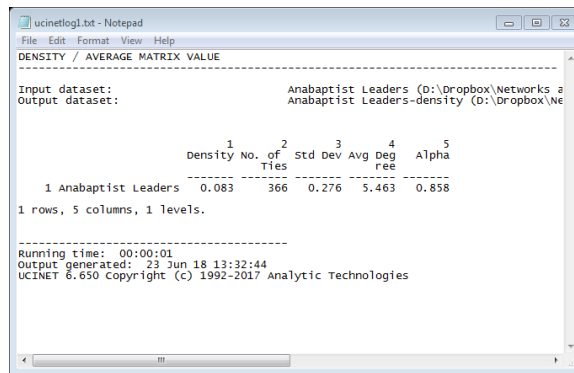 ucinetlog1.txt - Notepad
File Edit Format View Help
DENSITY / AVERAGE MATRIX VALUE
--------------------------------------------------------------------------------
Input dataset: Anabaptist Leaders (D:\Dropbox\Networks a
Output dataset: Anabaptist Leaders-density (D:\Dropbox\Ne
1 2 3 4 5
Density No. of Std Dev Avg Deg Alpha
Ties ree
------- ------- ------- ------- -------
1 Anabaptist Leaders 0.083 366 0.276 5.463 0.858
1 rows, 5 columns, 1 levels.
----------------------------------------
Running time: 00:00:01
Output generated: 23 Jun 18 13:32:44
UCINET 6.650 Copyright (c) 1992-2017 Analytic Technologies